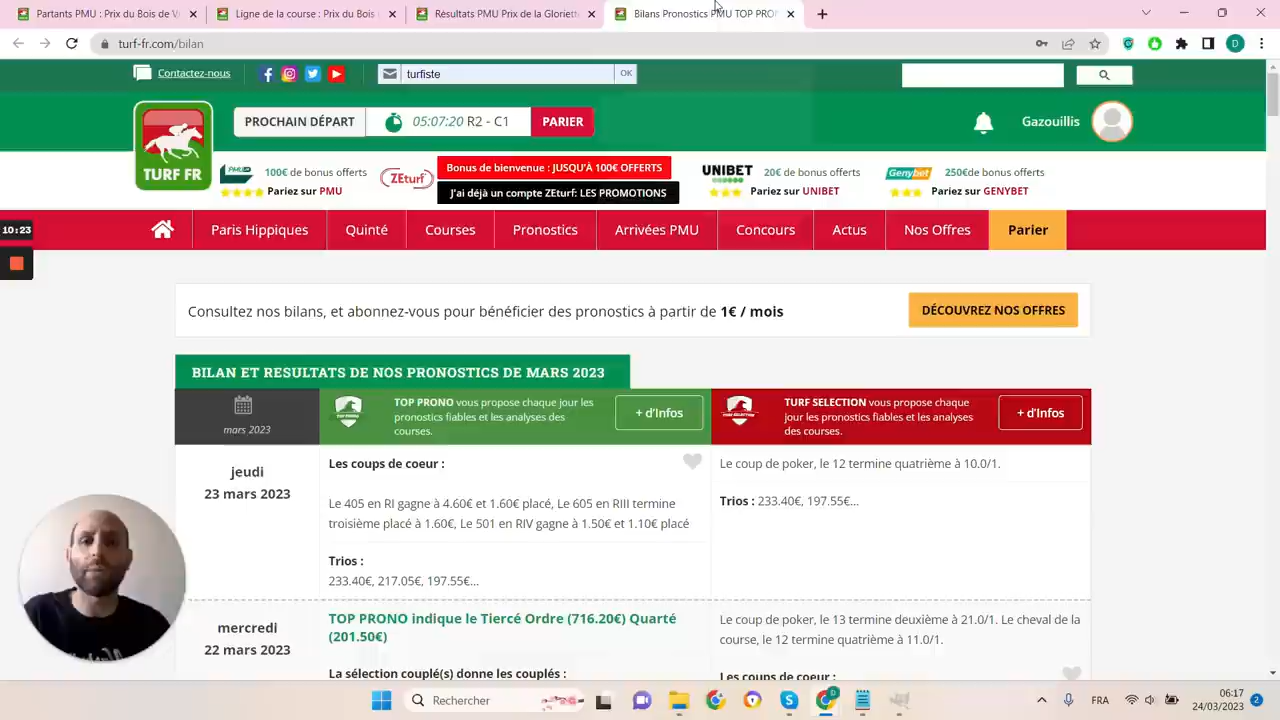 Partants PMU : Prix du Bois de V
Ligne de la course : Prix du Bois
Résultats PMU Prix de la Gloriett
Bilans Pronostics PMU TOP PRON
turf-fr.com/bilan
Contactez-nous
turfiste
OK
TURF FR
PROCHAIN DÉPART
05:07:20 R2 - C1
PARIER
Gazouillis
PMU
100€ de bonus offerts
Pariez sur PMU
ZEturf
Bonus de bienvenue : JUSQU'À 100€ OFFERTS
J'ai déjà un compte ZEturf: LES PROMOTIONS
UNIBET
20€ de bonus offerts
Pariez sur UNIBET
Genybet
250€de bonus offerts
Pariez sur GENYBET
10:23
Paris Hippiques
Quinté
Courses
Pronostics
Arrivées PMU
Concours
Actus
Nos Offres
Parier
Consultez nos bilans, et abonnez-vous pour bénéficier des pronostics à partir de 1€ / mois
DÉCOUVREZ NOS OFFRES
BILAN ET RESULTATS DE NOS PRONOSTICS DE MARS 2023
mars 2023
TOP PRONO
TOP PRONO vous propose chaque jour les
pronostics fiables et les analyses des
courses.
+ d'Infos
TURF SELECTION
TURF SELECTION vous propose chaque
jour les pronostics fiables et les analyses
des courses.
+ d'Infos
jeudi
23 mars 2023
Les coups de coeur :
Le 405 en RI gagne à 4.60€ et 1.60€ placé, Le 605 en RIII termine
troisième placé à 1.60€, Le 501 en RIV gagne à 1.50€ et 1.10€ placé
Trios :
233.40€, 217.05€, 197.55€...
Le coup de poker, le 12 termine quatrième à 10.0/1.
Trios : 233.40€, 197.55€...
mercredi
22 mars 2023
TOP PRONO indique le Tiercé Ordre (716.20€) Quarté
(201.50€)
La sélection couplé(s) donne les couplés :
Le coup de poker, le 13 termine deuxième à 21.0/1. Le cheval de la
course, le 12 termine quatrième à 11.0/1.
Les coups de coeur :
Rechercher
FRA
06:17
24/03/2023
2